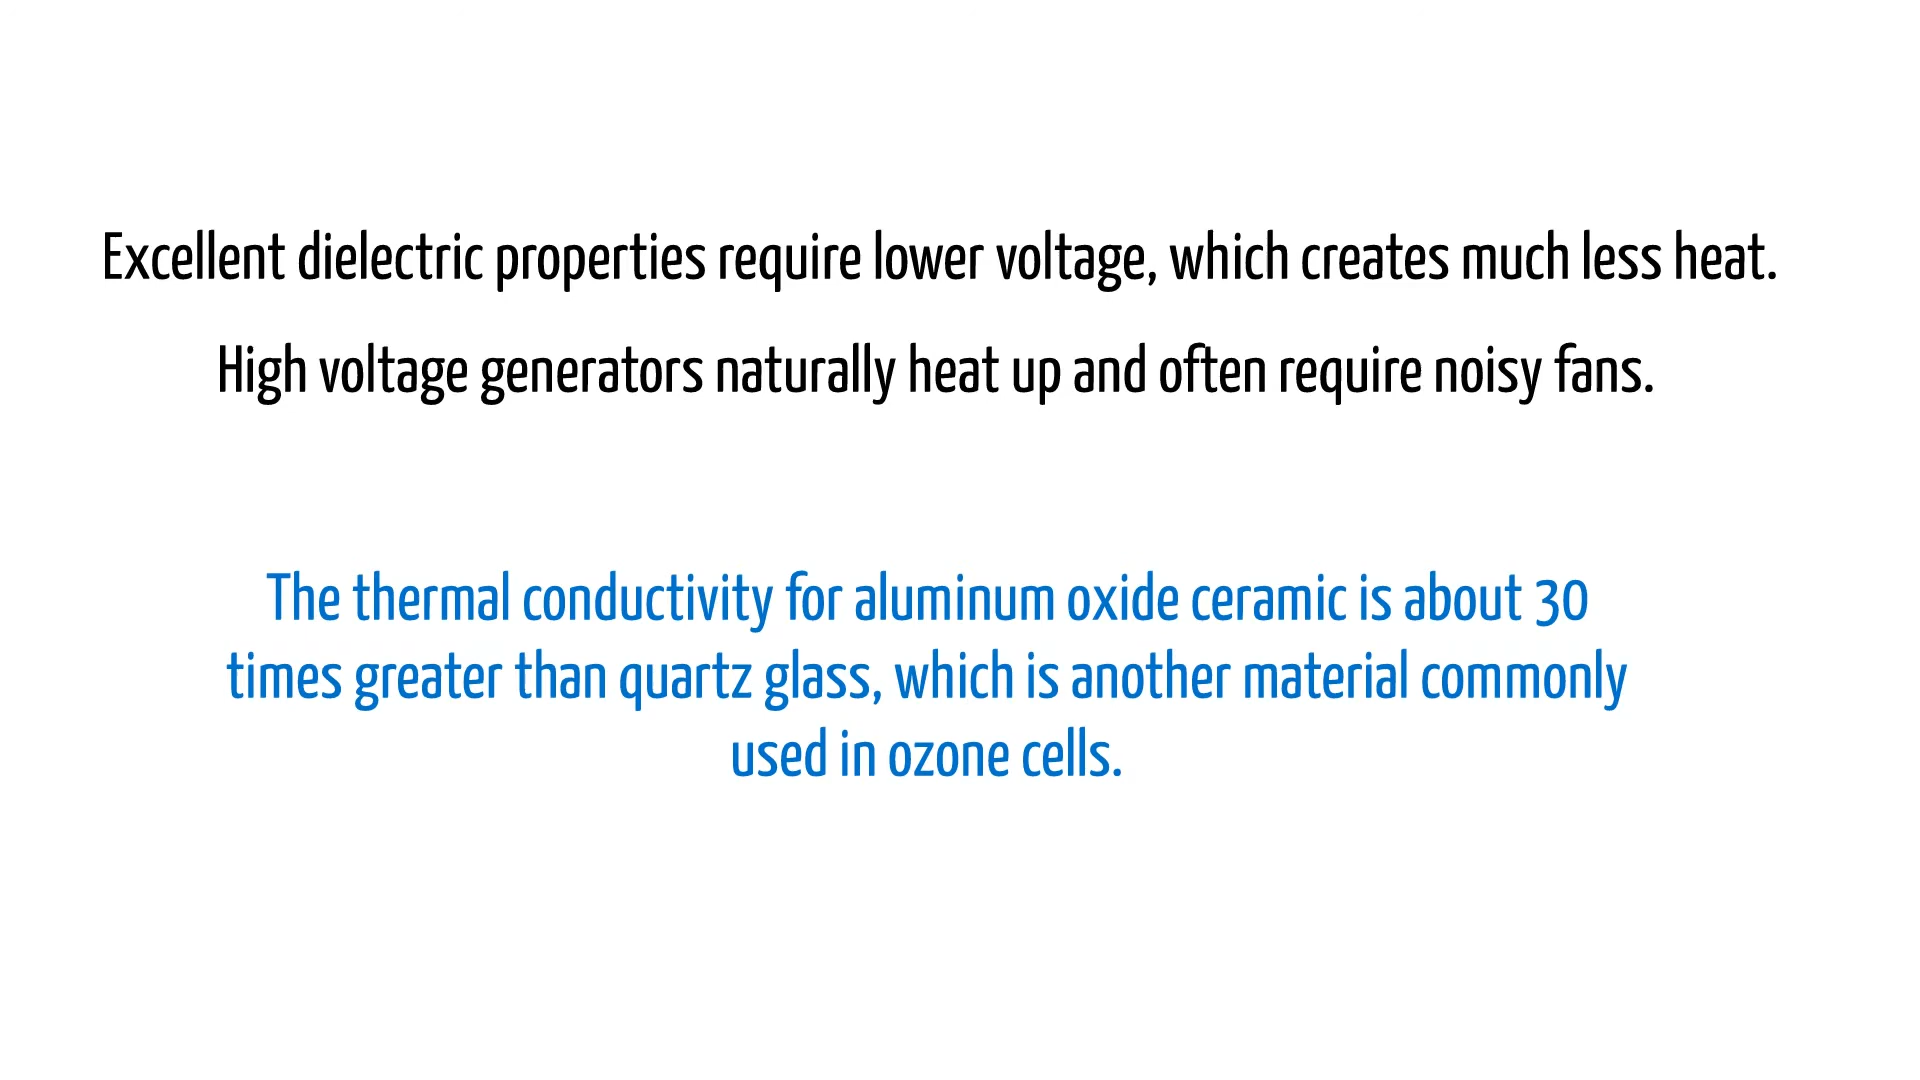 Excellent dielectric properties require lower voltage, which creates much less heat.
High voltage generators naturally heat up and often require noisy fans.
The thermal conductivity for aluminum oxide ceramic is about 30
times greater than quartz glass, which is another material commonly
used in ozone cells.